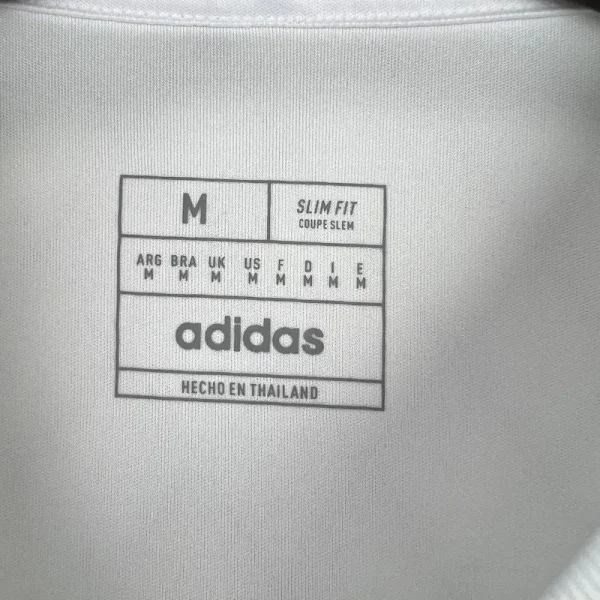 M
SLIM FIT
COUPE SLEM
ARG BRA UK US F D I E
M M M M M M M M
adidas
HECHO EN THAILAND